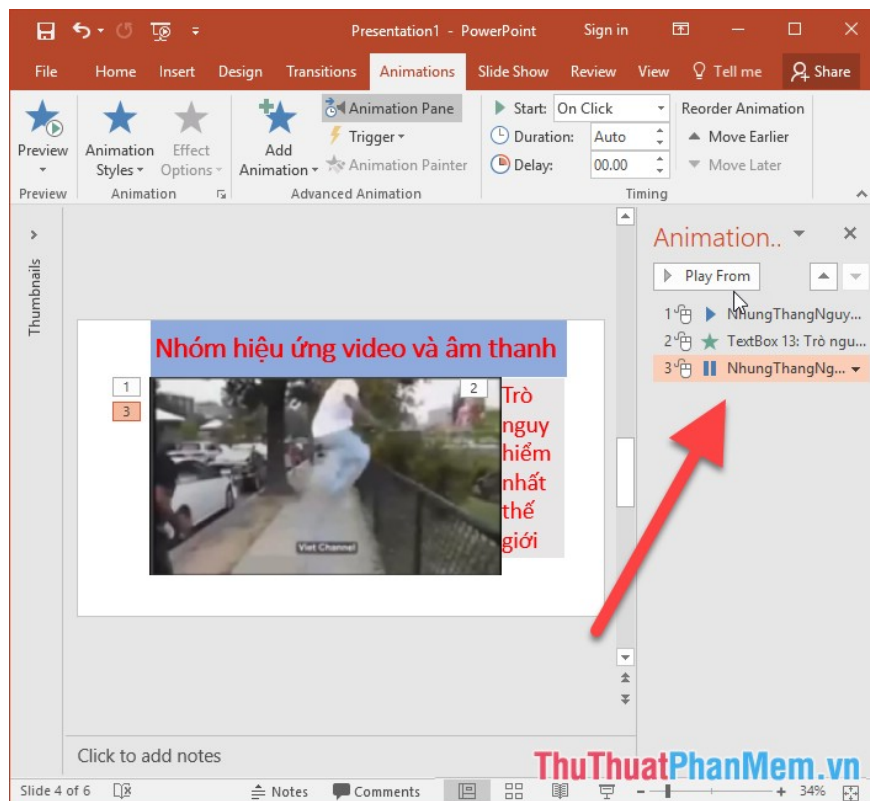 Presentation1 - PowerPoint Sign in
File Home Insert Design Transitions Animations Slide Show Review View Tell me Share
Preview
Animation Styles
Effect Options
Add Animation
Animation Pane
Trigger
Animation Painter
Start: On Click
Duration: Auto
Delay: 00.00
Reorder Animation
Move Earlier
Move Later
Preview Animation Advanced Animation Timing
Thumbnails
Animation..
Play From
1 NhungThangNguy...
2 TextBox 13: Trò ngu...
3 NhungThangNg...
Nhóm hiệu ứng video và âm thanh
1
3
2
Trò
nguy
hiểm
nhất
thế
giới
Viet Channel
Click to add notes
ThuThuatPhanMem.vn
Slide 4 of 6 Notes Comments 34%